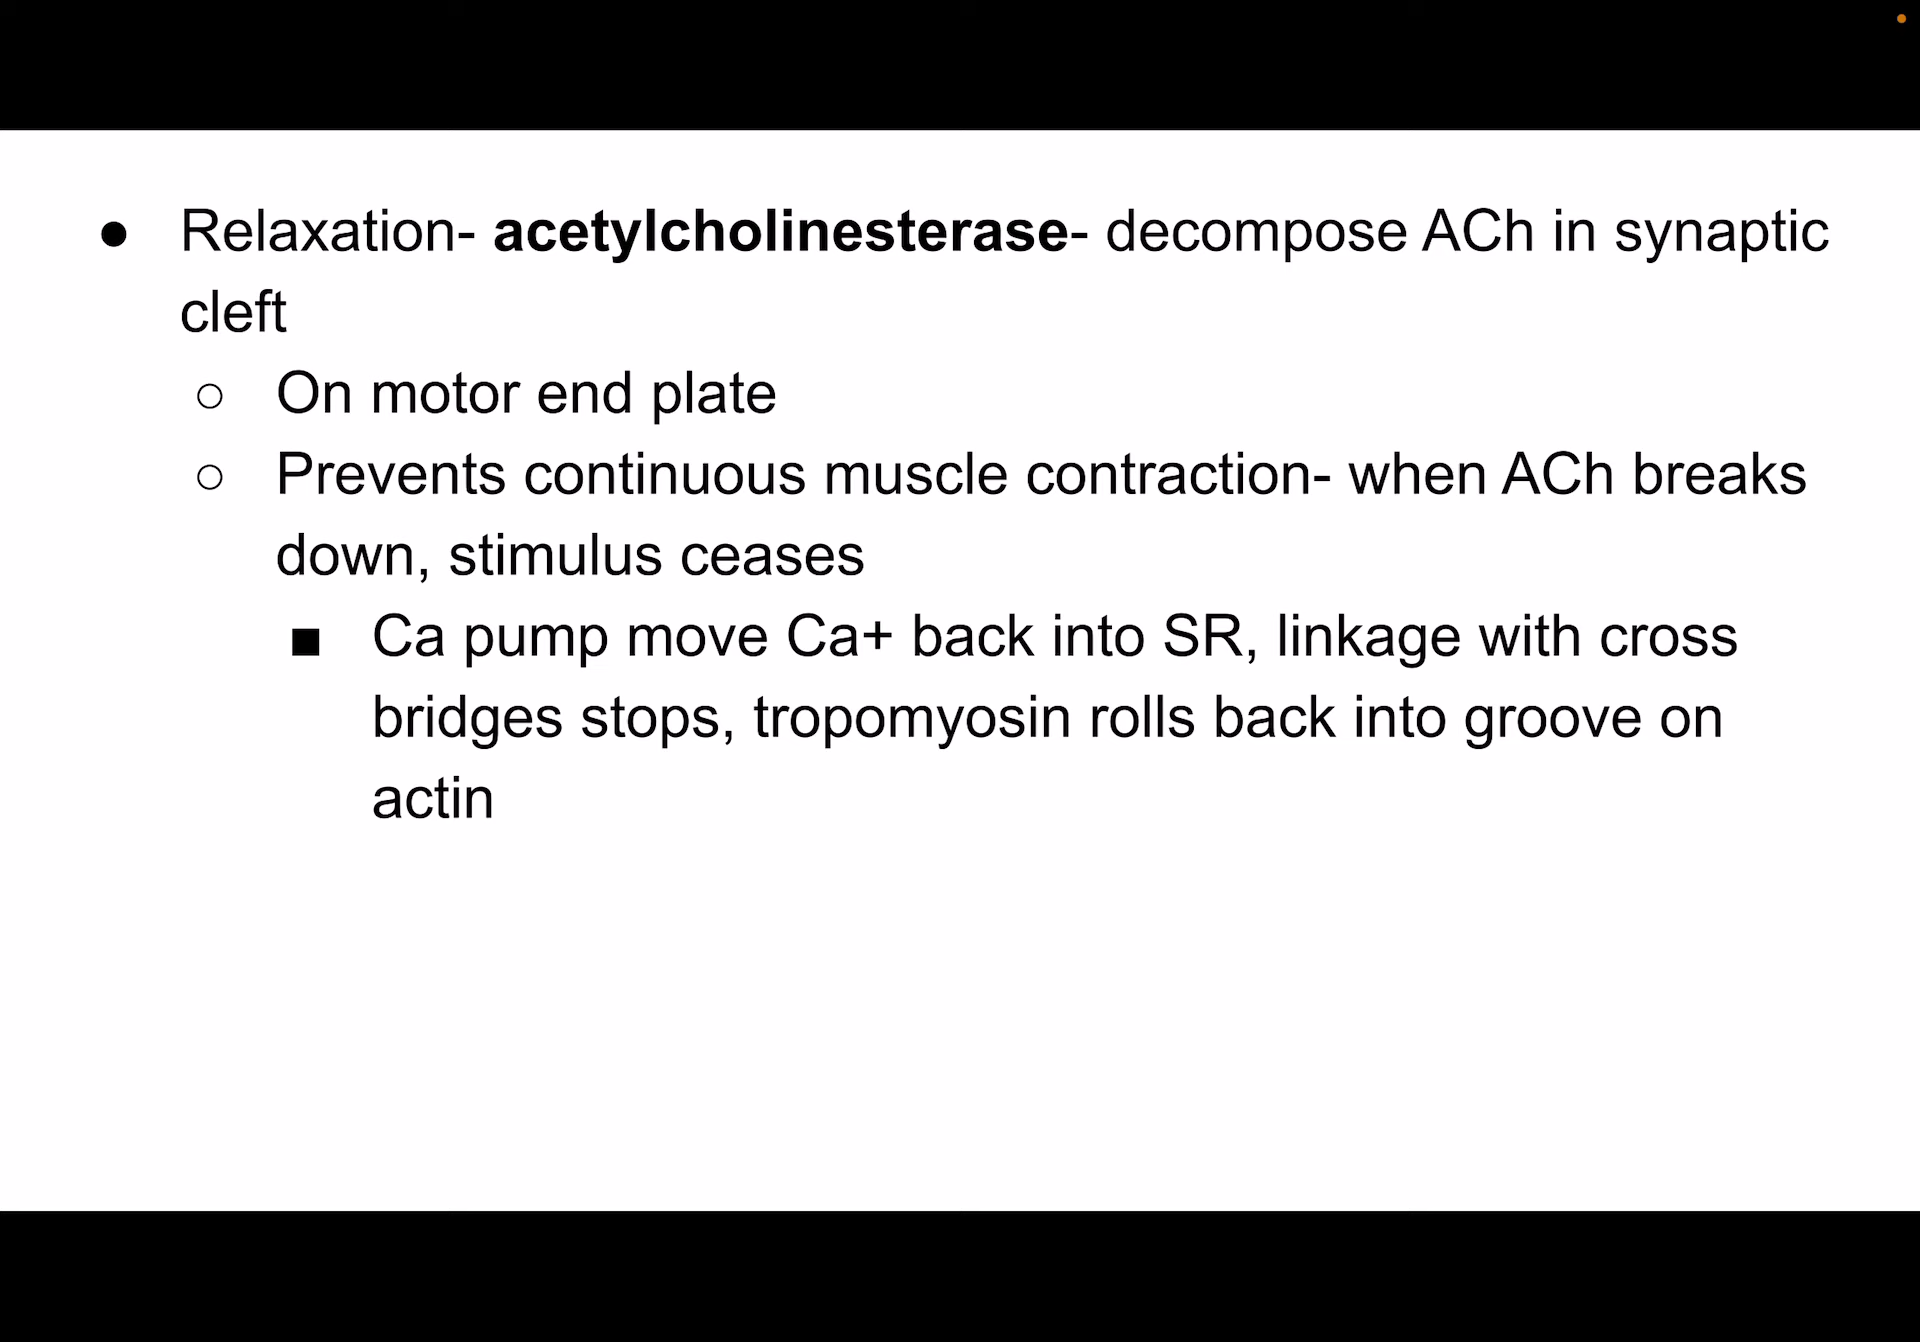 ● Relaxation- acetylcholinesterase- decompose ACh in synaptic
cleft
○ On motor end plate
○ Prevents continuous muscle contraction- when ACh breaks
down, stimulus ceases
■ Ca pump move Ca+ back into SR, linkage with cross
bridges stops, tropomyosin rolls back into groove on
actin